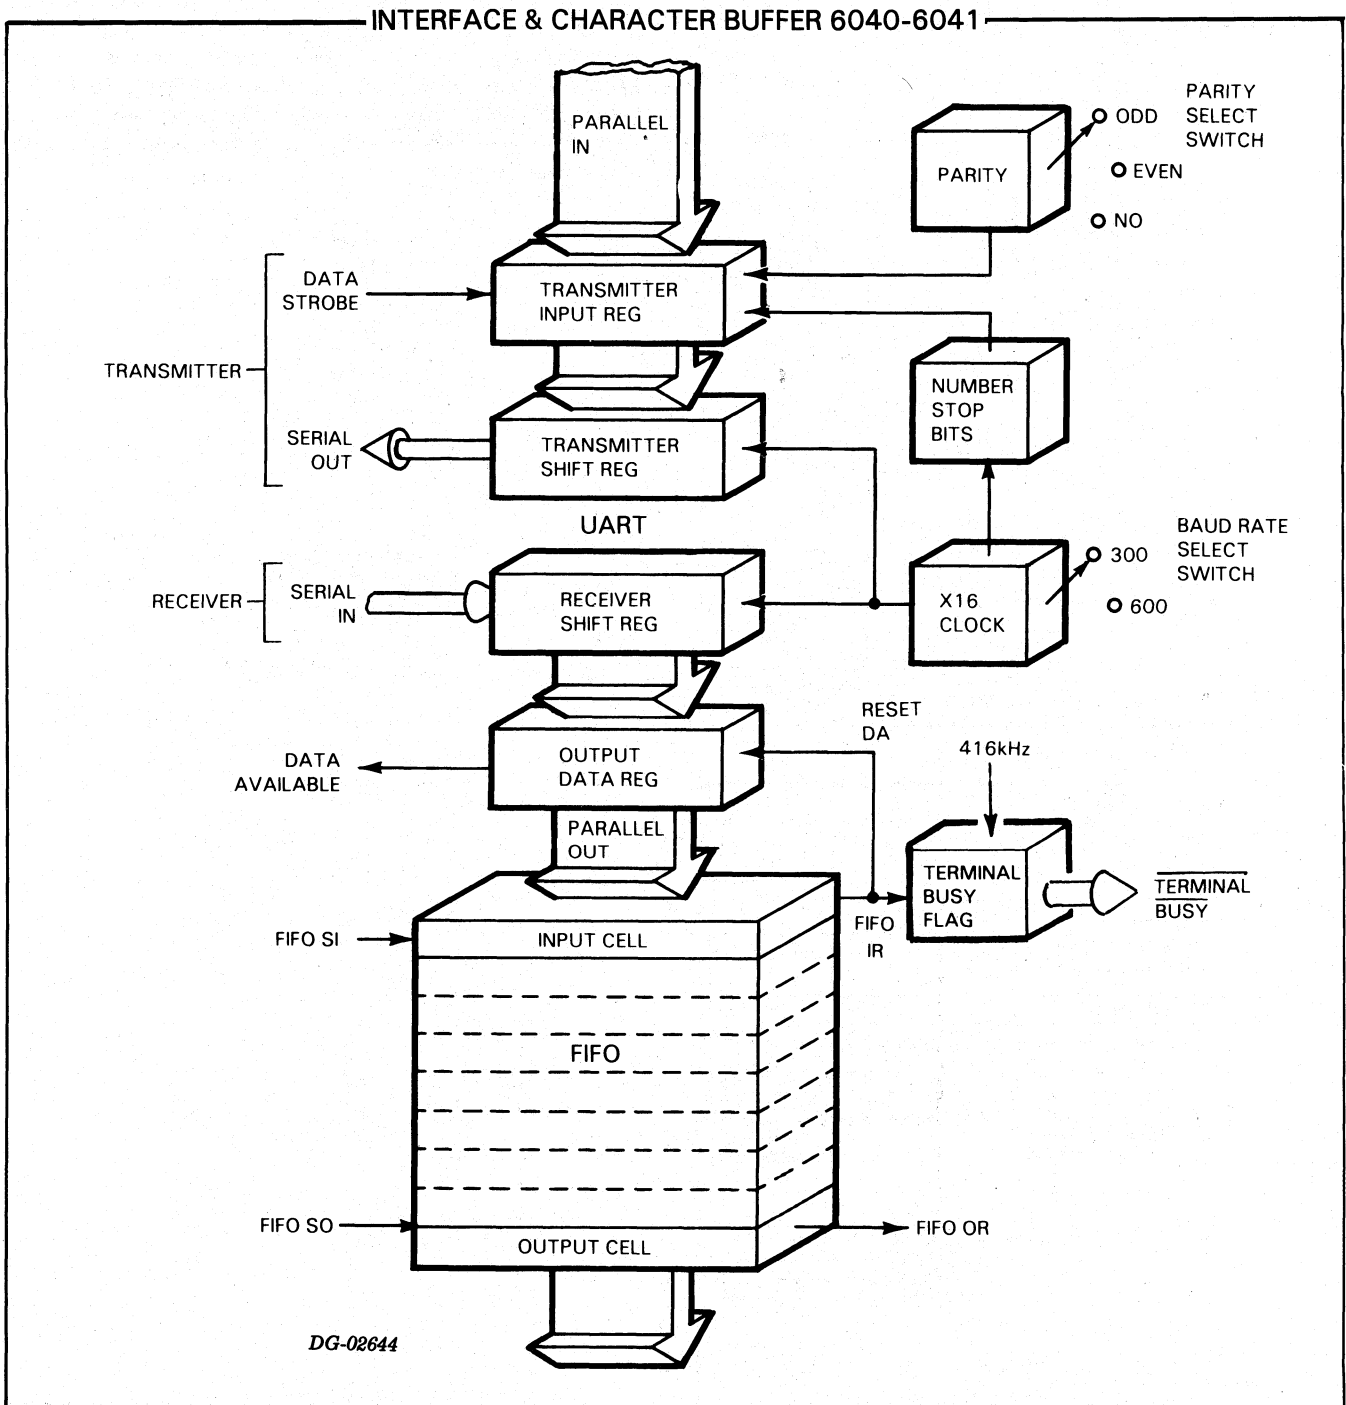 INTERFACE & CHARACTER BUFFER 6040-6041
PARALLEL
IN
PARITY
SELECT
SWITCH
ODD
EVEN
NO
PARITY
DATA
STROBE
TRANSMITTER
INPUT REG
TRANSMITTER
NUMBER
STOP
BITS
SERIAL
OUT
TRANSMITTER
SHIFT REG
UART
BAUD RATE
SELECT
SWITCH
300
600
X16
CLOCK
RECEIVER
SERIAL
IN
RECEIVER
SHIFT REG
RESET
DA
DATA
AVAILABLE
OUTPUT
DATA REG
416kHz
PARALLEL
OUT
TERMINAL
BUSY
FLAG
TERMINAL
BUSY
FIFO
IR
FIFO SI
INPUT CELL
FIFO
FIFO SO
OUTPUT CELL
FIFO OR
DG-02644